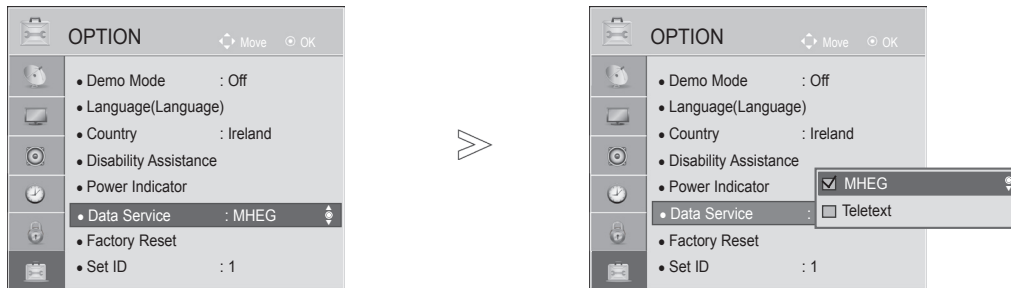 OPTION
Move OK
● Demo Mode : Off
● Language(Language)
● Country : Ireland
● Disability Assistance
● Power Indicator
● Data Service : MHEG
● Factory Reset
● Set ID : 1
OPTION
Move OK
● Demo Mode : Off
● Language(Language)
● Country : Ireland
● Disability Assistance
● Power Indicator
● Data Service :
● Factory Reset
● Set ID : 1
MHEG
Teletext